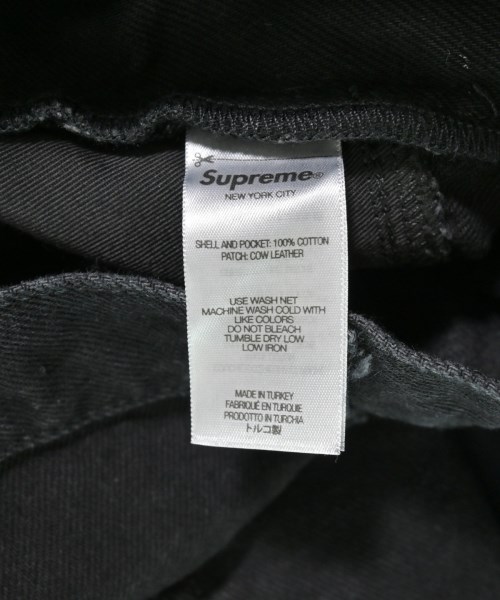 Supreme®
NEW YORK CITY
SHELL AND POCKET: 100% COTTON
PATCH: COW LEATHER
USE WASH NET
MACHINE WASH COLD WITH
LIKE COLORS
DO NOT BLEACH
TUMBLE DRY LOW
LOW IRON
MADE IN TURKEY
FABRIQUÉ EN TURQUIE
PRODOTTO IN TURCHIA
トルコ製